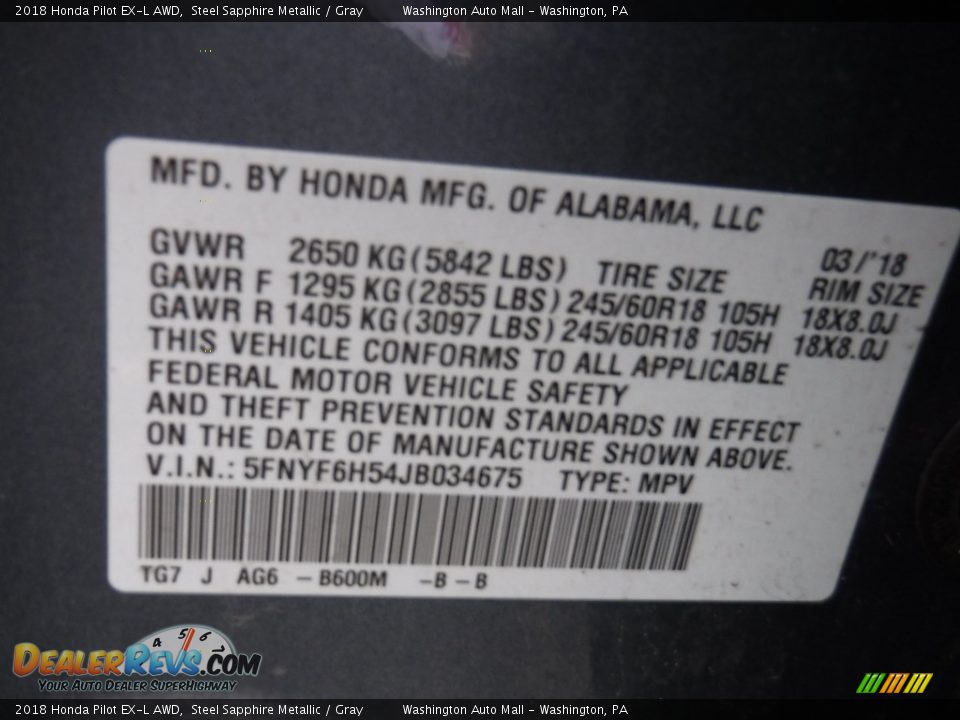 2018 Honda Pilot EX-L AWD, Steel Sapphire Metallic / Gray Washington Auto Mall - Washington, PA
MFD. BY HONDA MFG. OF ALABAMA, LLC
03/'18
GVWR 2650 KG (5842 LBS) TIRE SIZE RIM SIZE
GAWR F 1295 KG (2855 LBS) 245/60R18 105H 18X8.0J
GAWR R 1405 KG (3097 LBS) 245/60R18 105H 18X8.0J
THIS VEHICLE CONFORMS TO ALL APPLICABLE
FEDERAL MOTOR VEHICLE SAFETY
AND THEFT PREVENTION STANDARDS IN EFFECT
ON THE DATE OF MANUFACTURE SHOWN ABOVE.
V.I.N.: 5FNYF6H54JB034675 TYPE: MPV
TG7 J AG6 -B600M -B-B
4 5 6
DEALERREVS.COM
YOUR AUTO DEALER SUPERHIGHWAY
2018 Honda Pilot EX-L AWD, Steel Sapphire Metallic / Gray Washington Auto Mall - Washington, PA